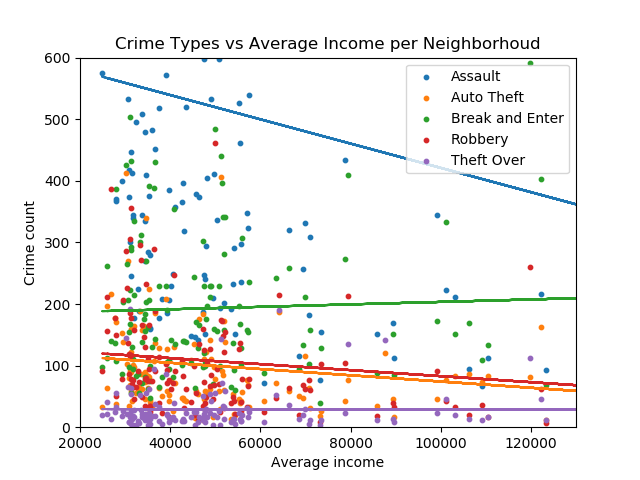 Crime Types vs Average Income per Neighborhoud
600
500
400
300
200
100
0
Crime count
Assault
Auto Theft
Break and Enter
Robbery
Theft Over
20000 40000 60000 80000 100000 120000
Average income